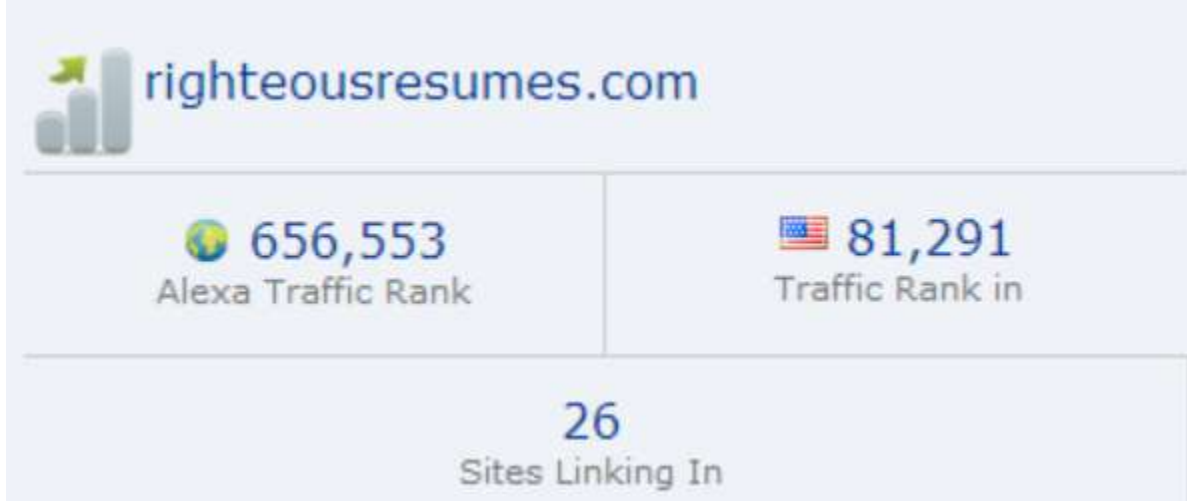 righteousresumes.com
656,553
Alexa Traffic Rank
81,291
Traffic Rank in
26
Sites Linking In